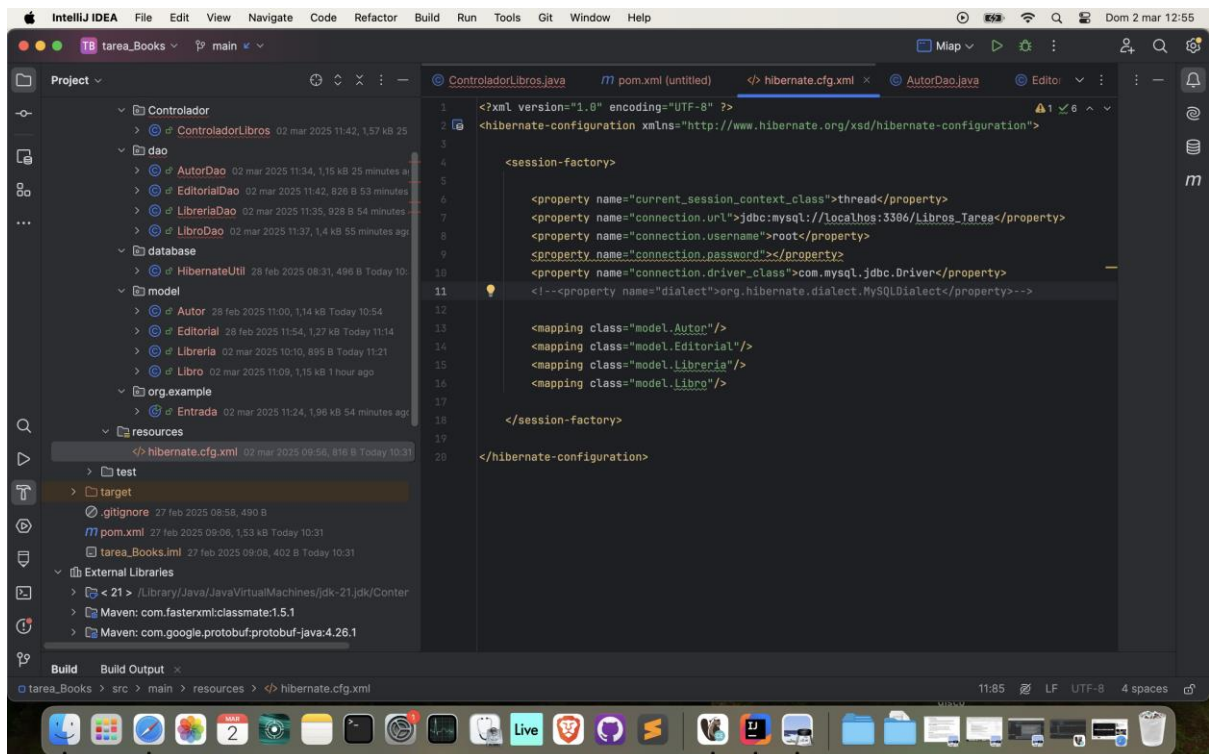 IntelliJ IDEA File Edit View Navigate Code Refactor Build Run Tools Git Window Help Dom 2 mar 12:55
TB tarea_Books main Miap
Project
ControladorLibros.java m pom.xml (untitled) </> hibernate.cfg.xml AutorDao.java Editor
Controlador
ControladorLibros 02 mar 2025 11:42, 1,57 kB 25
dao
AutorDao 02 mar 2025 11:34, 1,15 kB 25 minutes a
EditorialDao 02 mar 2025 11:42, 826 B 53 minutes
LibreriaDao 02 mar 2025 11:35, 928 B 54 minutes
LibroDao 02 mar 2025 11:37, 1,4 kB 55 minutes ago
database
HibernateUtil 28 feb 2025 08:31, 496 B Today 10:
model
Autor 28 feb 2025 11:00, 1,14 kB Today 10:54
Editorial 28 feb 2025 11:54, 1,27 kB Today 11:14
Libreria 02 mar 2025 10:10, 895 B Today 11:21
Libro 02 mar 2025 11:09, 1,15 kB 1 hour ago
org.example
Entrada 02 mar 2025 11:24, 1,96 kB 54 minutes ago
resources
</> hibernate.cfg.xml 02 mar 2025 09:56, 816 B Today 10:31
test
target
.gitignore 27 feb 2025 08:58, 490 B
m pom.xml 27 feb 2025 09:06, 1,53 kB Today 10:31
tarea_Books.iml 27 feb 2025 09:08, 402 B Today 10:31
External Libraries
< 21 > /Library/Java/JavaVirtualMachines/jdk-21.jdk/Conter
Maven: com.fasterxml:classmate:1.5.1
Maven: com.google.protobuf:protobuf-java:4.26.1
1 <?xml version="1.0" encoding="UTF-8" ?> 1 6
2 <hibernate-configuration xmlns="http://www.hibernate.org/xsd/hibernate-configuration">
3
4 <session-factory>
5
6 <property name="current_session_context_class">thread</property>
7 <property name="connection.url">jdbc:mysql://localhos:3306/Libros_Tarea</property>
8 <property name="connection.username">root</property>
9 <property name="connection.password"></property>
10 <property name="connection.driver_class">com.mysql.jdbc.Driver</property>
11 <!--<property name="dialect">org.hibernate.dialect.MySQLDialect</property>-->
12
13 <mapping class="model.Autor"/>
14 <mapping class="model.Editorial"/>
15 <mapping class="model.Libreria"/>
16 <mapping class="model.Libro"/>
17
18 </session-factory>
19
20 </hibernate-configuration>
Build Build Output
tarea_Books > src > main > resources > </> hibernate.cfg.xml 11:85 LF UTF-8 4 spaces
MAR
2
Live